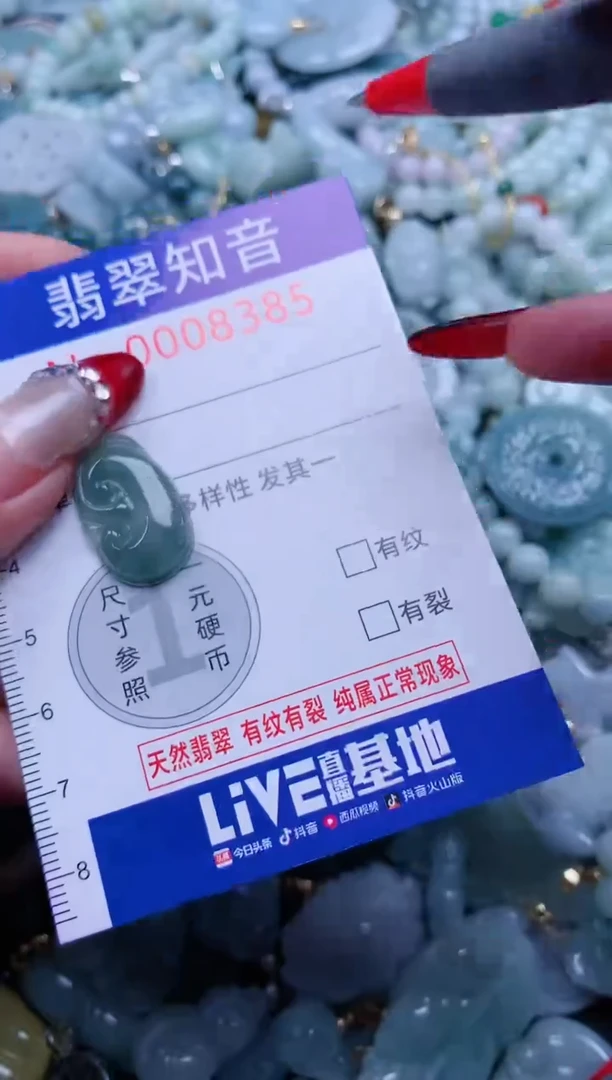 翡翠知音
0008385
多样性 发其一
有纹
有裂
一元硬币
尺寸参照
1
天然翡翠 有纹有裂 纯属正常现象
LiVE直播基地
今日头条 抖音 西瓜视频 抖音火山版
4
5
6
7
8